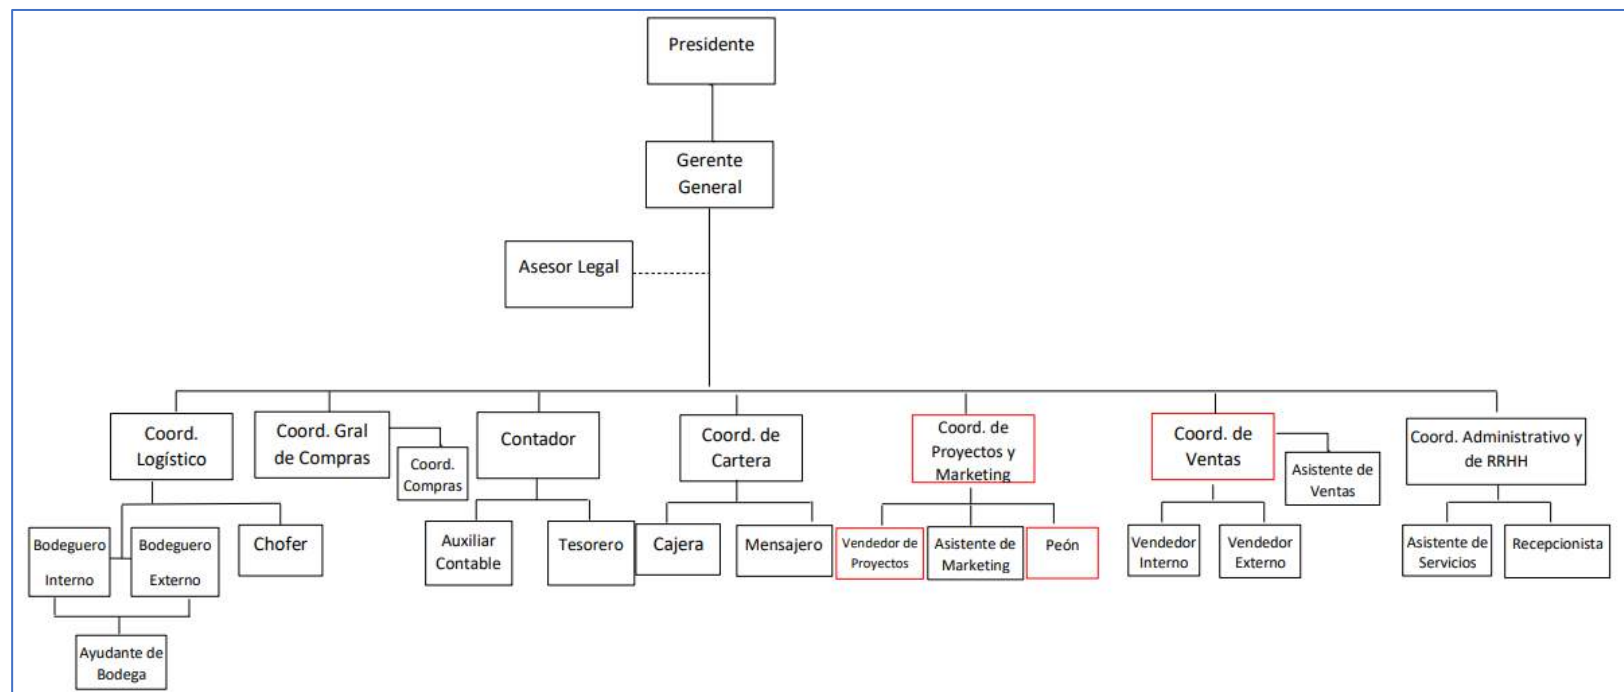 Presidente
Gerente
General
Asesor Legal
Coord.
Logístico
Coord. Gral
de Compras
Coord.
Compras
Contador
Coord. de
Cartera
Coord. de
Proyectos y
Marketing
Coord. de
Ventas
Asistente de
Ventas
Coord. Administrativo y
de RRHH
Bodeguero
Interno
Bodeguero
Externo
Chofer
Auxiliar
Contable
Tesorero
Cajera
Mensajero
Vendedor de
Proyectos
Asistente de
Marketing
Peón
Vendedor
Interno
Vendedor
Externo
Asistente de
Servicios
Recepcionista
Ayudante de
Bodega